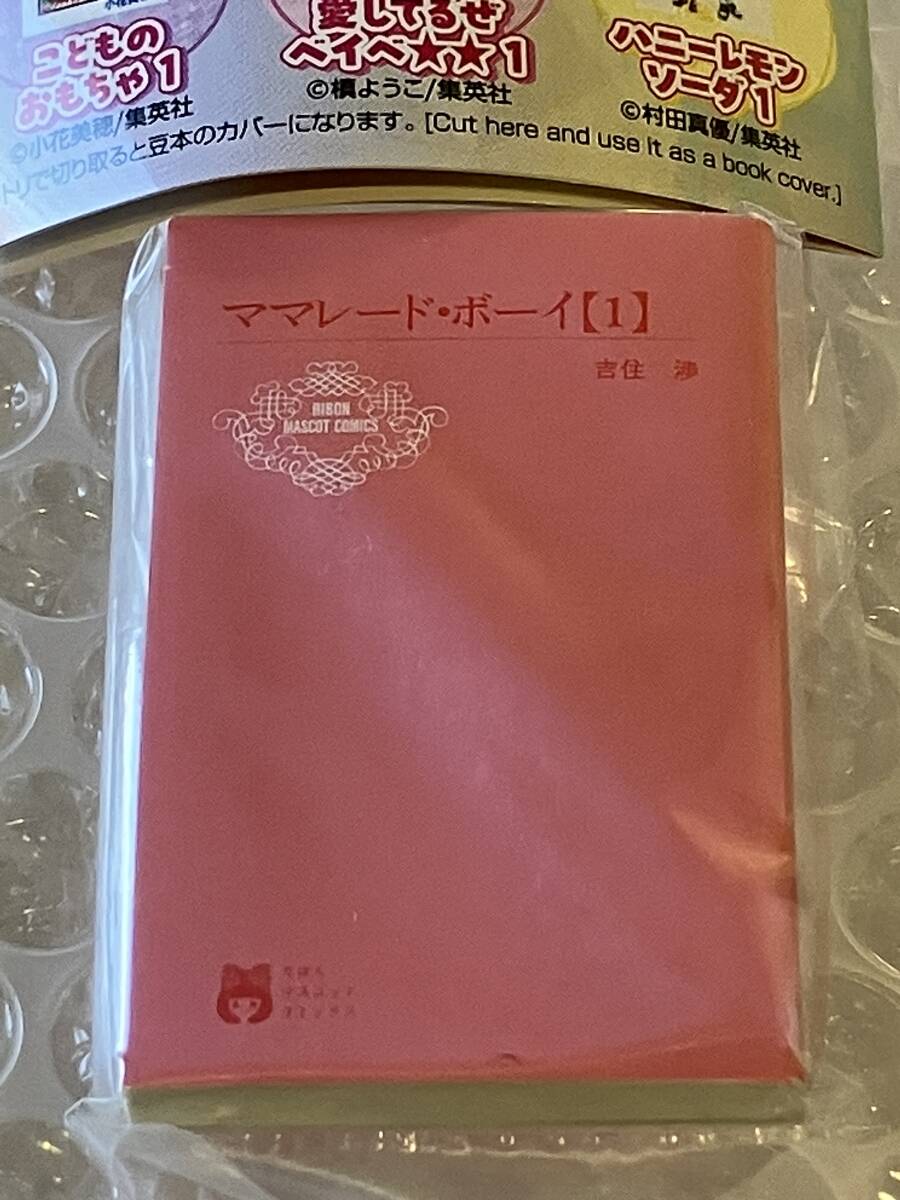 こどもの
おもちゃ1
©小花美穂/集英社
愛してるぜ
ベイベ★★1
©槙ようこ/集英社
ハニーレモン
ソーダ1
©村田真優/集英社
トリで切り取ると豆本のカバーになります。[Cut here and use it as a book cover.]
ママレード・ボーイ【1】
吉住 渉
RIBON
MASCOT COMICS